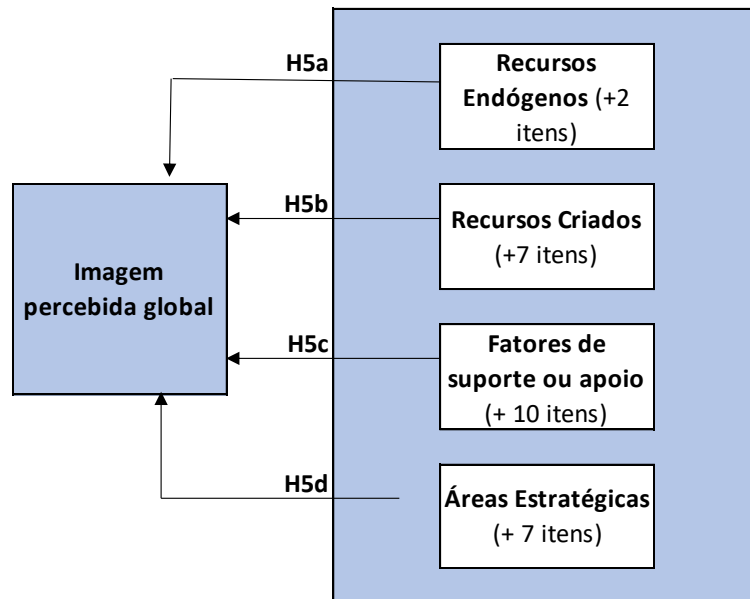 H5a
Recursos
Endógenos (+2
itens)
H5b
Recursos Criados
(+7 itens)
Imagem
percebida global
H5c
Fatores de
suporte ou apoio
(+ 10 itens)
H5d
Áreas Estratégicas
(+ 7 itens)